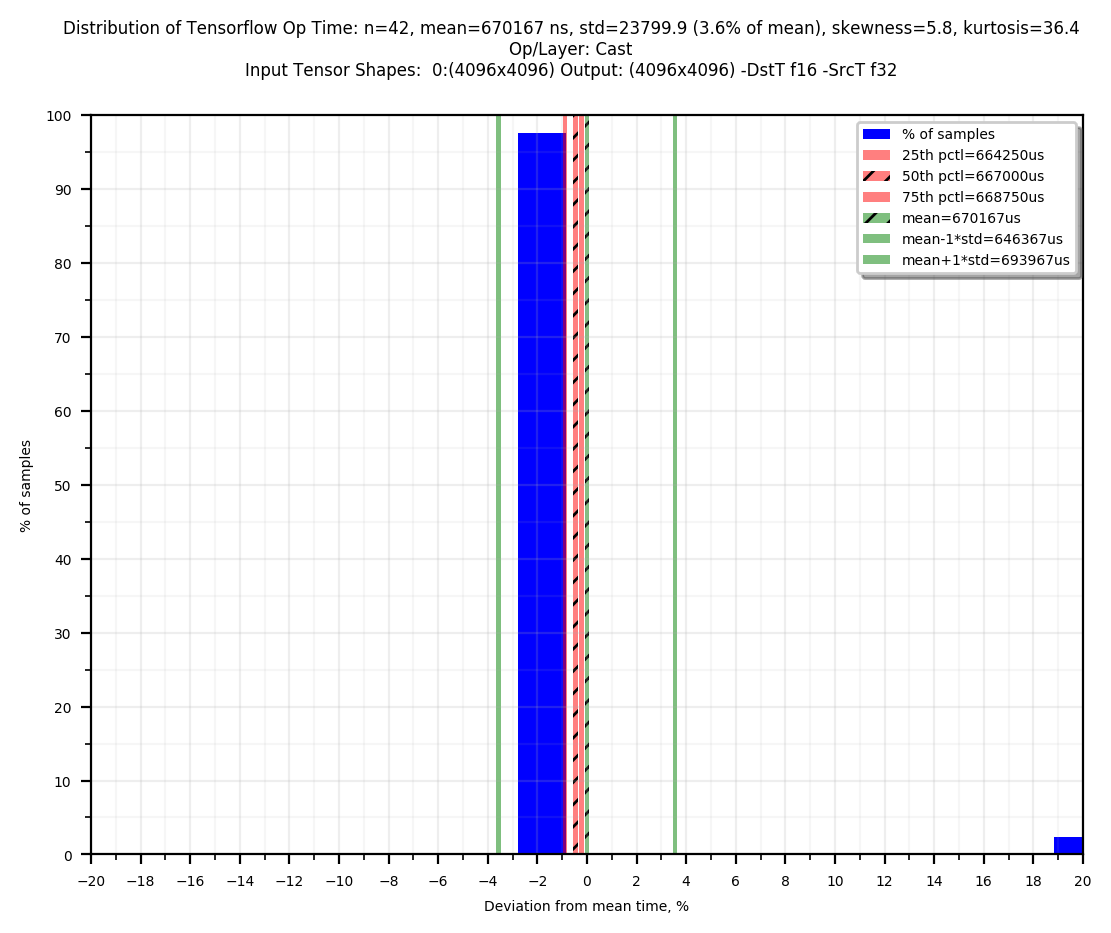 Distribution of Tensorflow Op Time: n=42, mean=670167 ns, std=23799.9 (3.6% of mean), skewness=5.8, kurtosis=36.4
Op/Layer: Cast
Input Tensor Shapes:  0:(4096x4096) Output: (4096x4096) -DstT f16 -SrcT f32
% of samples
25th pctl=664250us
50th pctl=667000us
75th pctl=668750us
mean=670167us
mean-1*std=646367us
mean+1*std=693967us
100
90
80
70
60
50
40
30
20
10
0
% of samples
−20 −18 −16 −14 −12 −10 −8 −6 −4 −2 0 2 4 6 8 10 12 14 16 18 20
Deviation from mean time, %